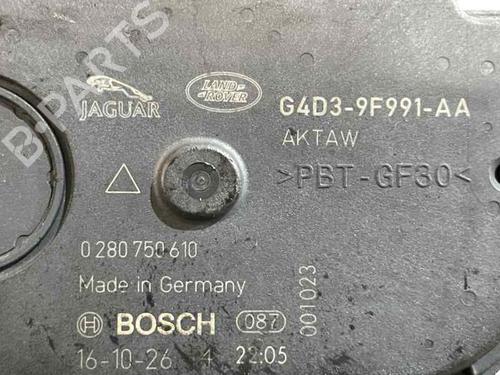 B-PARTS
JAGUAR
LAND-
ROVER
G4D3-9F991-AA
AKTAW
>PBT-GF30<
0 280 750 610
Made in Germany
001023
BOSCH 087
16-10-26 4 22:05